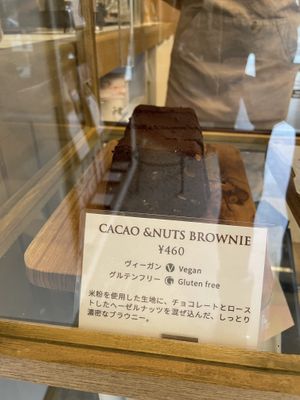 CACAO &NUTS BROWNIE
¥460
ヴィーガン V Vegan
グルテンフリー G Gluten free
米粉を使用した生地に、チョコレートとロース
トしたヘーゼルナッツを混ぜ込んだ、しっとり
濃密なブラウニー。